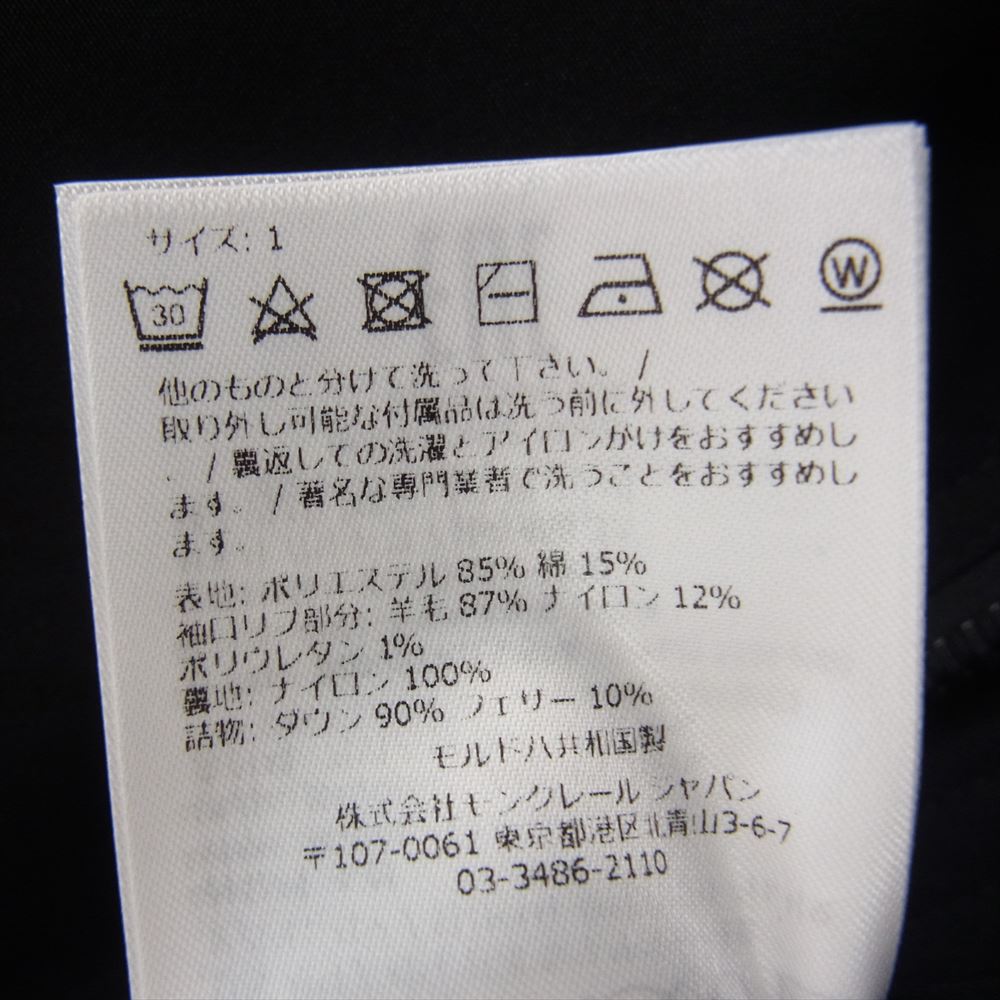 サイズ: 1
30
W
他のものと分けて洗って下さい。 /
取り外し可能な付属品は洗う前に外してください
. / 裏返しての洗濯とアイロンがけをおすすめし
ます。 / 著名な専門業者で洗うことをおすすめし
ます。
表地: ポリエステル 85% 綿 15%
袖口リブ部分: 羊毛 87% ナイロン 12%
ポリウレタン 1%
裏地: ナイロン 100%
詰物: ダウン 90% フェザー 10%
モルドバ共和国製
株式会社モンクレール ジャパン
〒107-0061 東京都港区北青山3-6-7
03-3486-2110